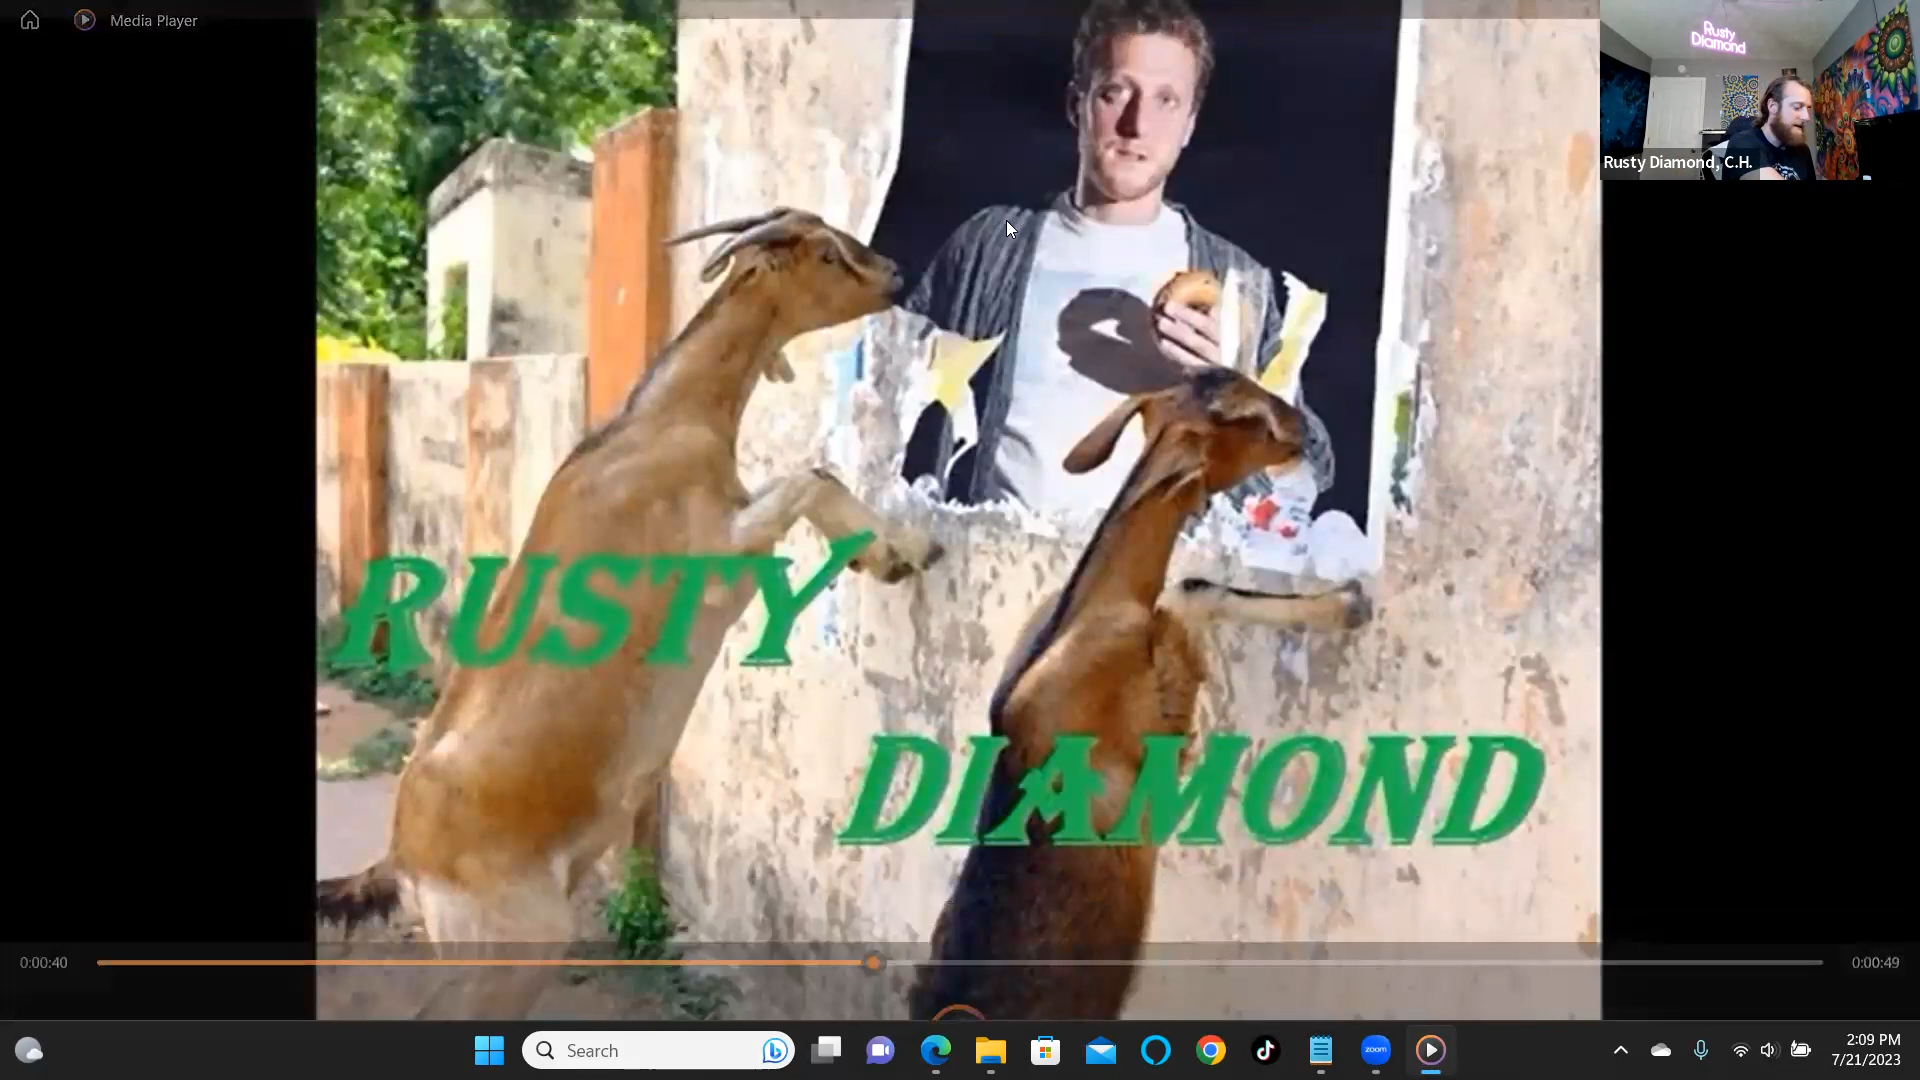 Media Player
Rusty
Diamond
Rusty Diamond, C.H.
RUSTY
DIAMOND
0:00:40
0:00:49
Search
zoom
2:09 PM
7/21/2023